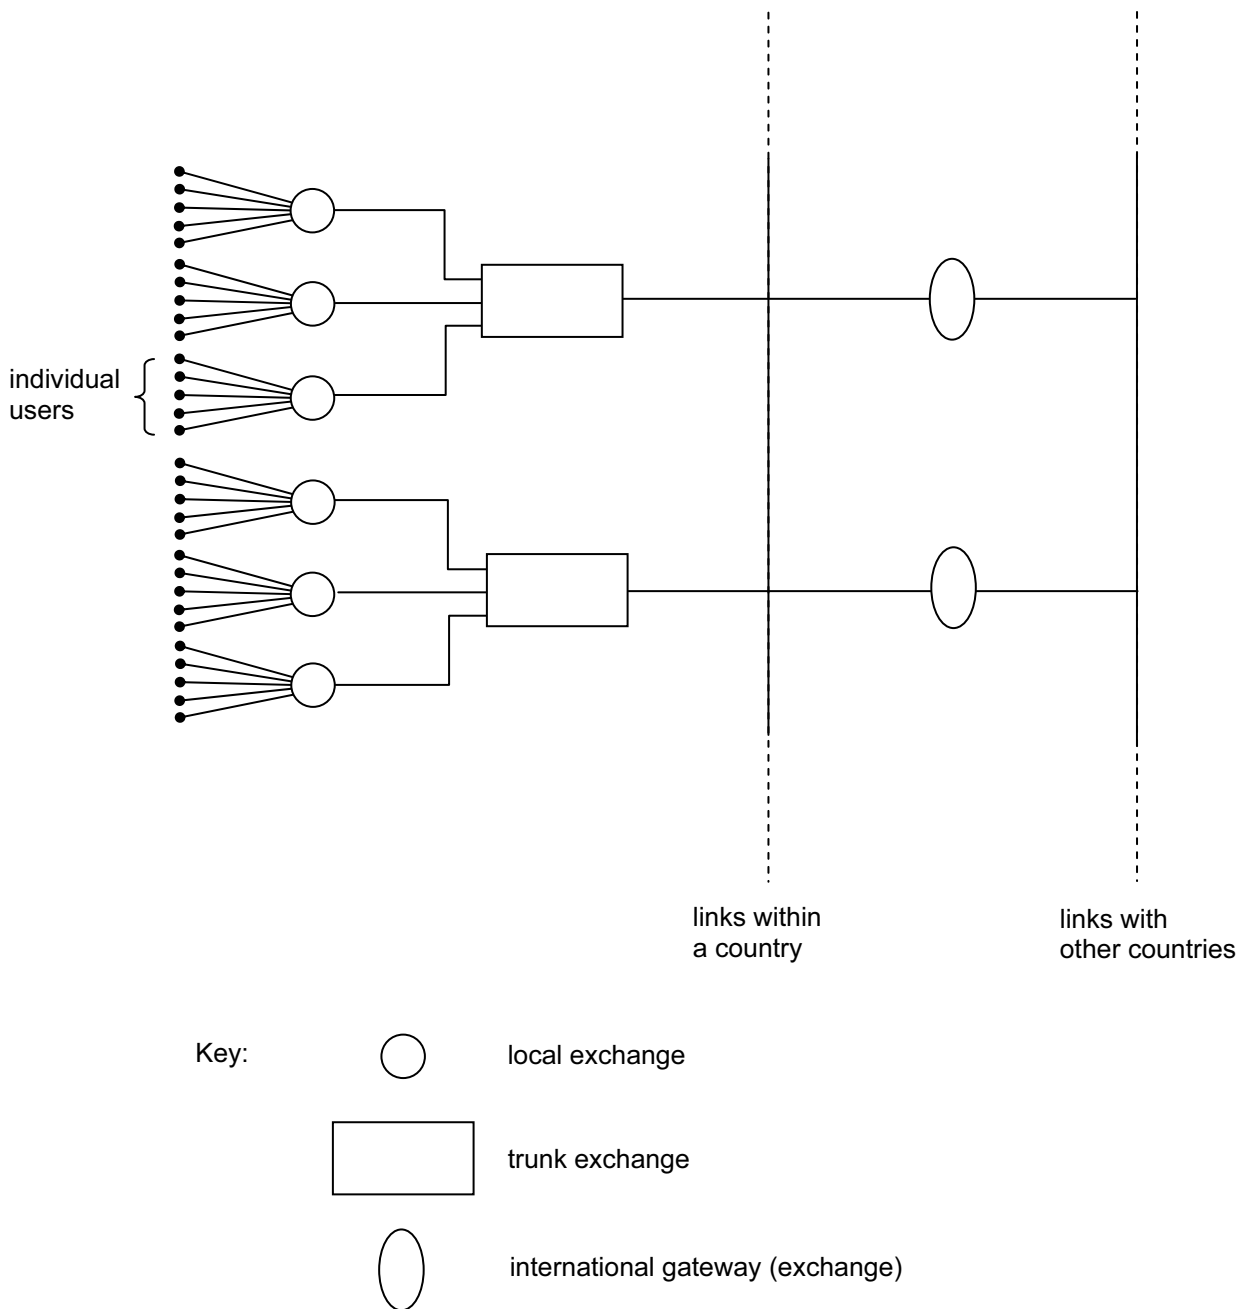 individual
users
links within
a country
links with
other countries
Key:
local exchange
trunk exchange
international gateway (exchange)